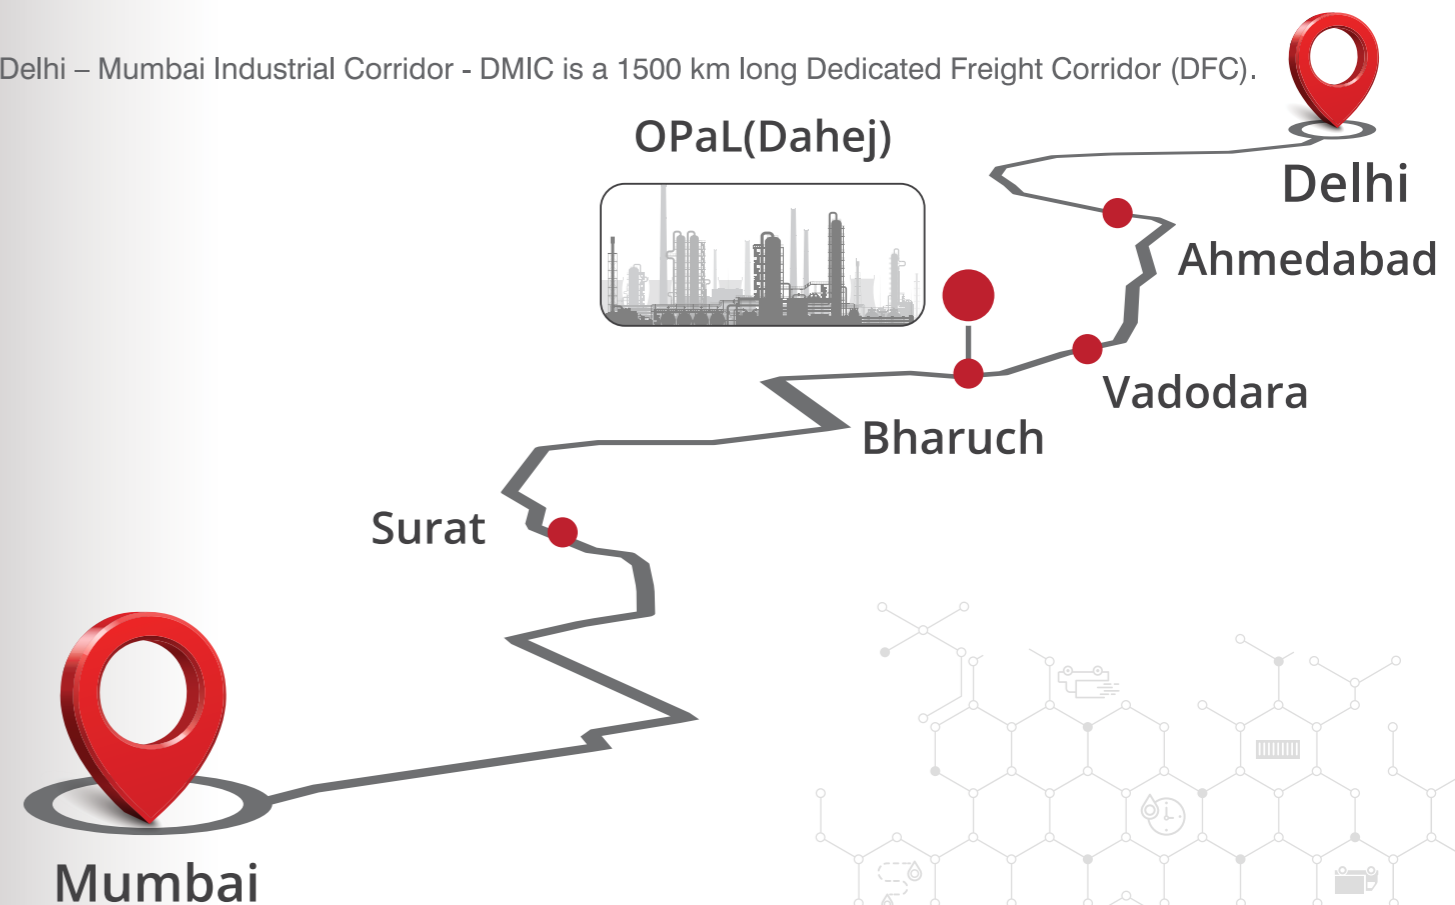 Delhi – Mumbai Industrial Corridor - DMIC is a 1500 km long Dedicated Freight Corridor (DFC).
OPaL(Dahej)
Delhi
Ahmedabad
Vadodara
Bharuch
Surat
Mumbai